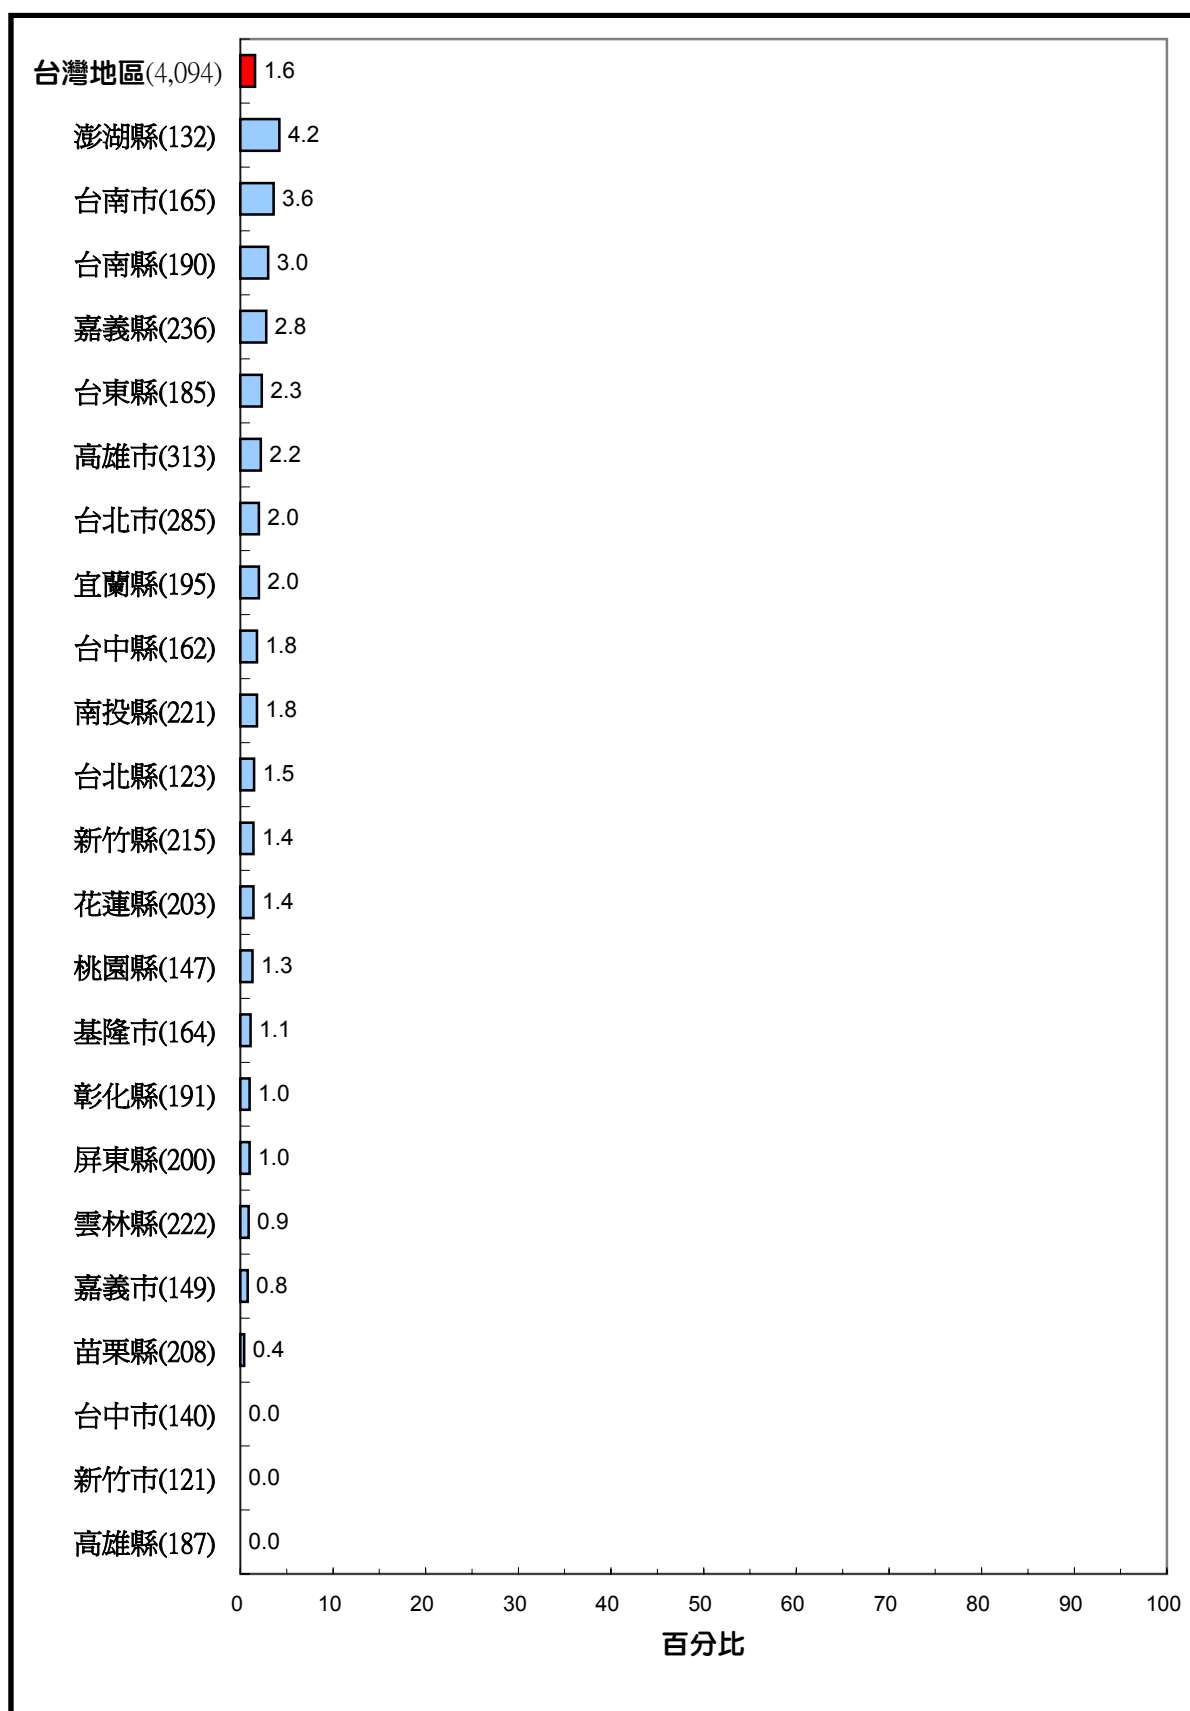 台灣地區(4,094) 1.6
澎湖縣(132) 4.2
台南市(165) 3.6
台南縣(190) 3.0
嘉義縣(236) 2.8
台東縣(185) 2.3
高雄市(313) 2.2
台北市(285) 2.0
宜蘭縣(195) 2.0
台中縣(162) 1.8
南投縣(221) 1.8
台北縣(123) 1.5
新竹縣(215) 1.4
花蓮縣(203) 1.4
桃園縣(147) 1.3
基隆市(164) 1.1
彰化縣(191) 1.0
屏東縣(200) 1.0
雲林縣(222) 0.9
嘉義市(149) 0.8
苗栗縣(208) 0.4
台中市(140) 0.0
新竹市(121) 0.0
高雄縣(187) 0.0
0 10 20 30 40 50 60 70 80 90 100
百分比